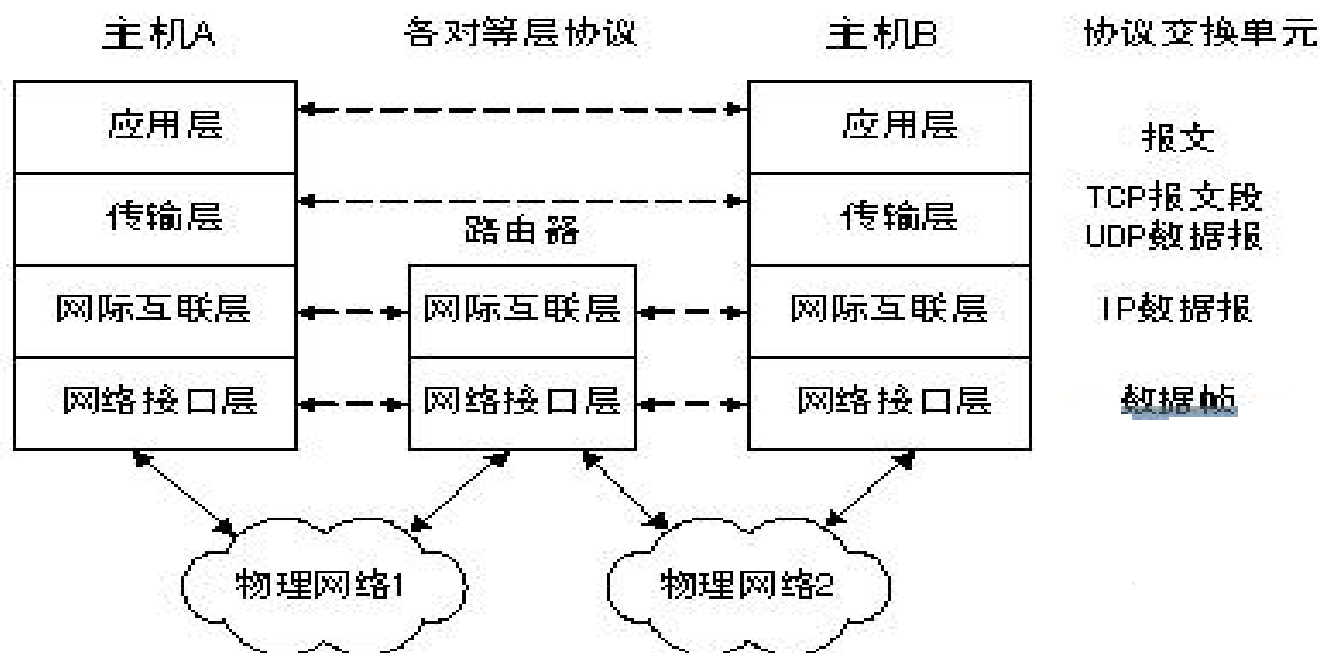 主机A 各对等层协议 主机B 协议交换单元
应用层 应用层 报文
传输层 传输层 TCP报文段
路由器 UDP数据报
网际互联层 网际互联层 网际互联层 IP数据报
网络接口层 网络接口层 网络接口层 数据帧
物理网络1 物理网络2